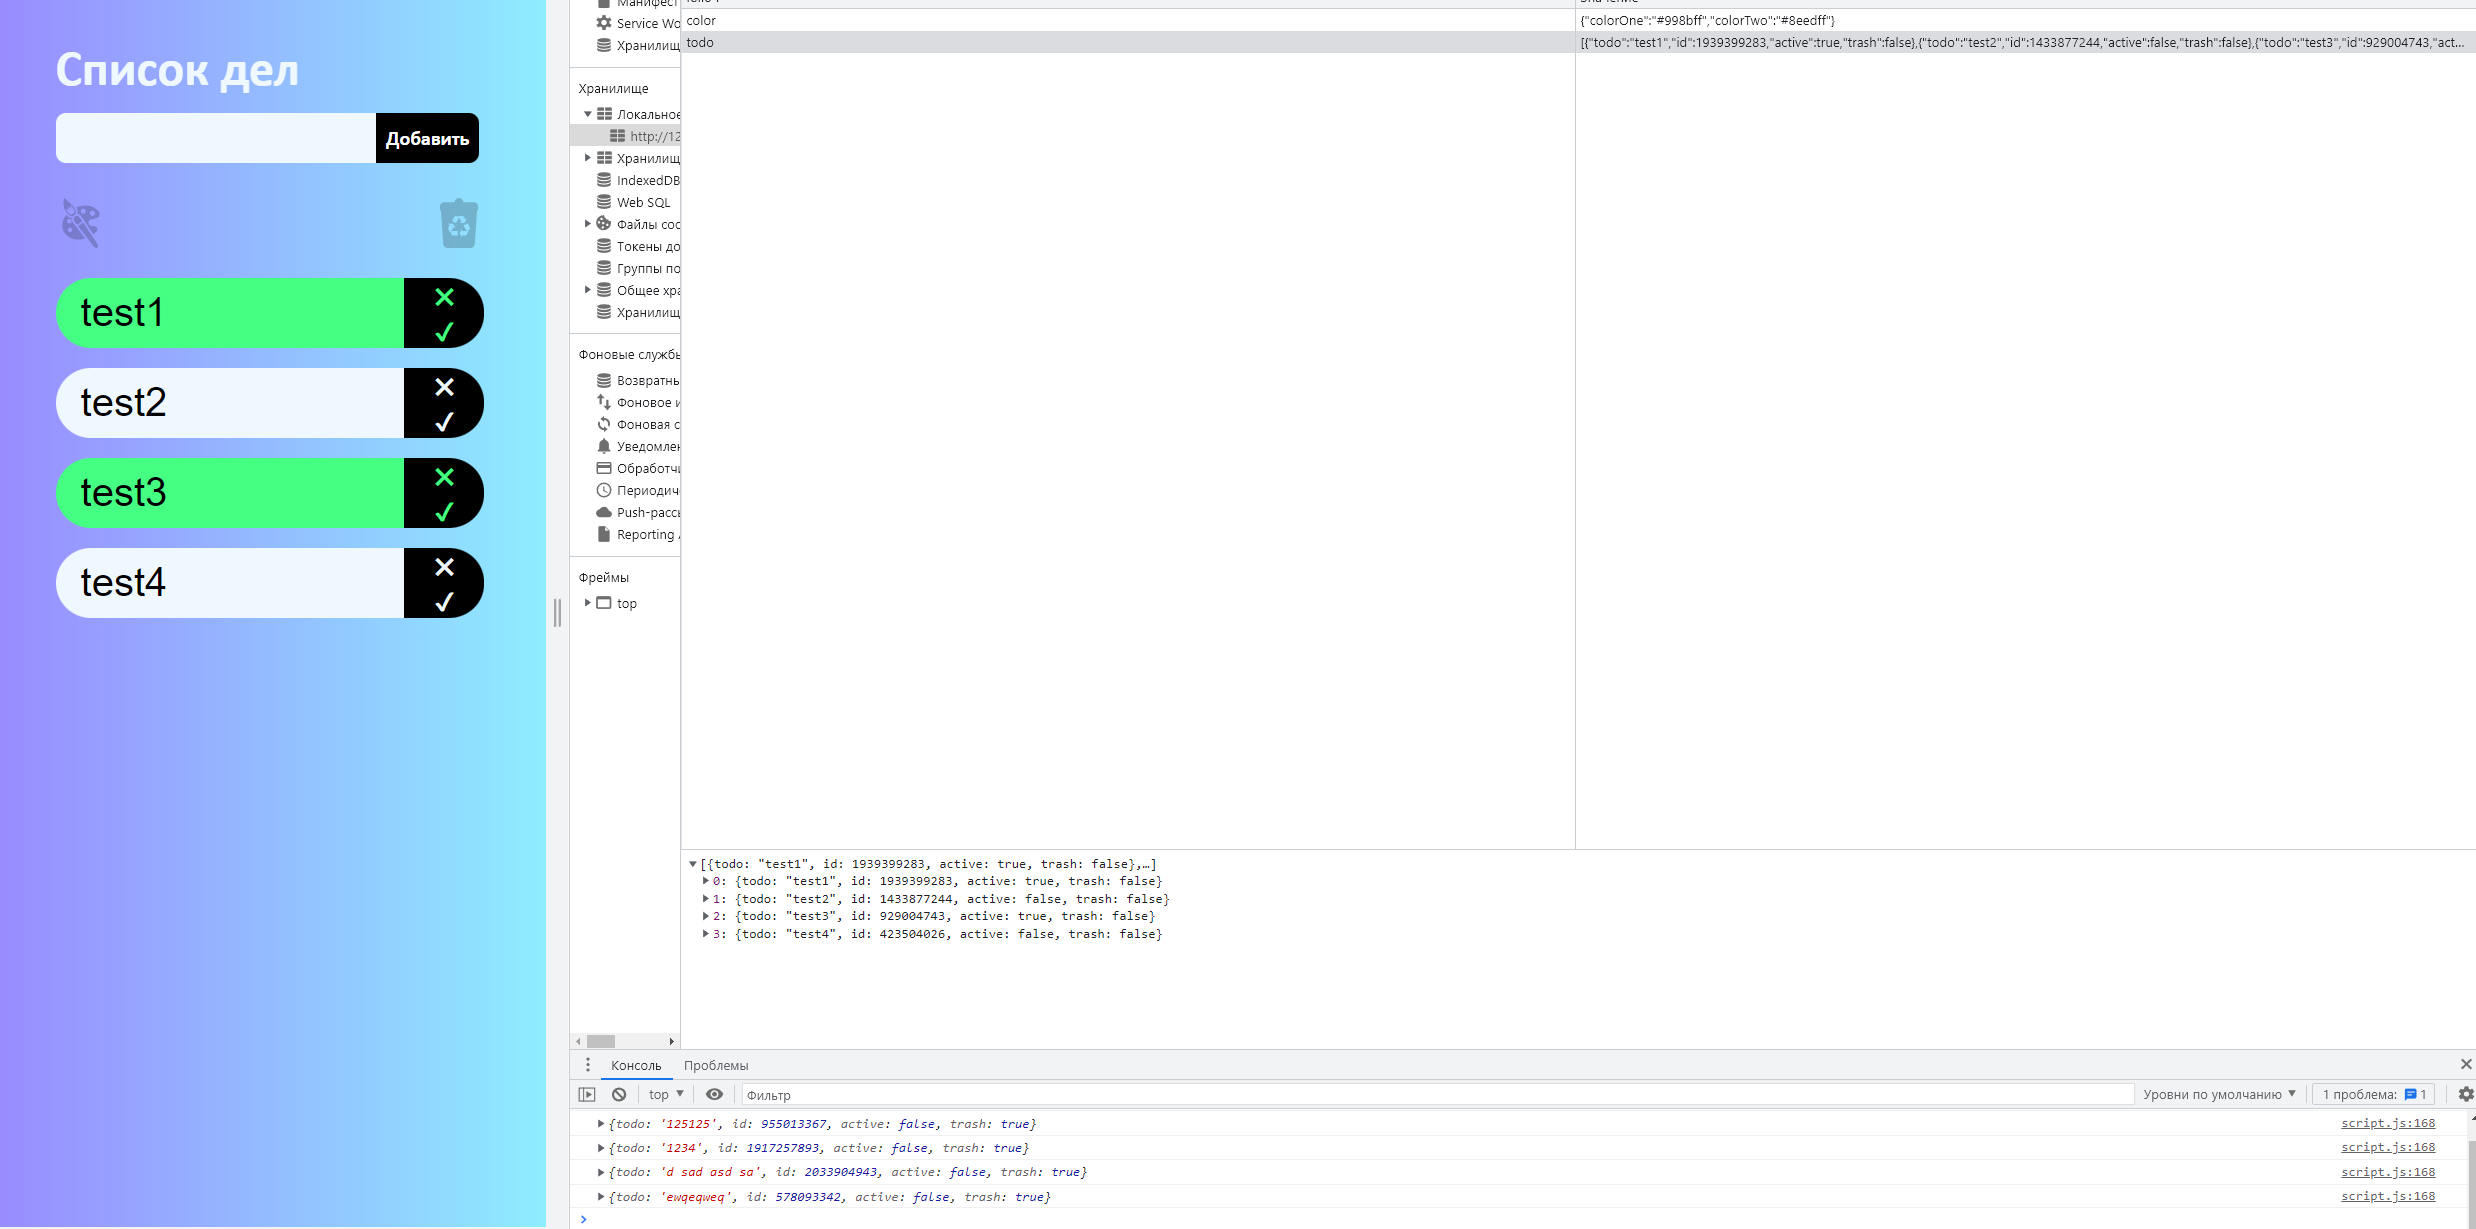 Список дел
Добавить
test1
test2
test3
test4
Манифест
Service Wo
Хранилищ
Хранилище
Локальное
http://12
Хранилищ
IndexedDB
Web SQL
Файлы coo
Токены до
Группы по
Общее хра
Хранилищ
Фоновые службы
Возвратны
Фоновое и
Фоновая с
Уведомлен
Обработчи
Периодич
Push-рассы
Reporting
Фреймы
top
color
{"colorOne":"#998bff","colorTwo":"#8eedff"}
todo
[{"todo":"test1","id":1939399283,"active":true,"trash":false},{"todo":"test2","id":1433877244,"active":false,"trash":false},{"todo":"test3","id":929004743,"act...
[{todo: "test1", id: 1939399283, active: true, trash: false},…]
0: {todo: "test1", id: 1939399283, active: true, trash: false}
1: {todo: "test2", id: 1433877244, active: false, trash: false}
2: {todo: "test3", id: 929004743, active: true, trash: false}
3: {todo: "test4", id: 423504026, active: false, trash: false}
Консоль Проблемы
top Фильтр Уровни по умолчанию 1 проблема: 1
{todo: '125125', id: 955013367, active: false, trash: true} script.js:168
{todo: '1234', id: 1917257893, active: false, trash: true} script.js:168
{todo: 'd sad asd sa', id: 2033904943, active: false, trash: true} script.js:168
{todo: 'ewqeqweq', id: 578093342, active: false, trash: true} script.js:168